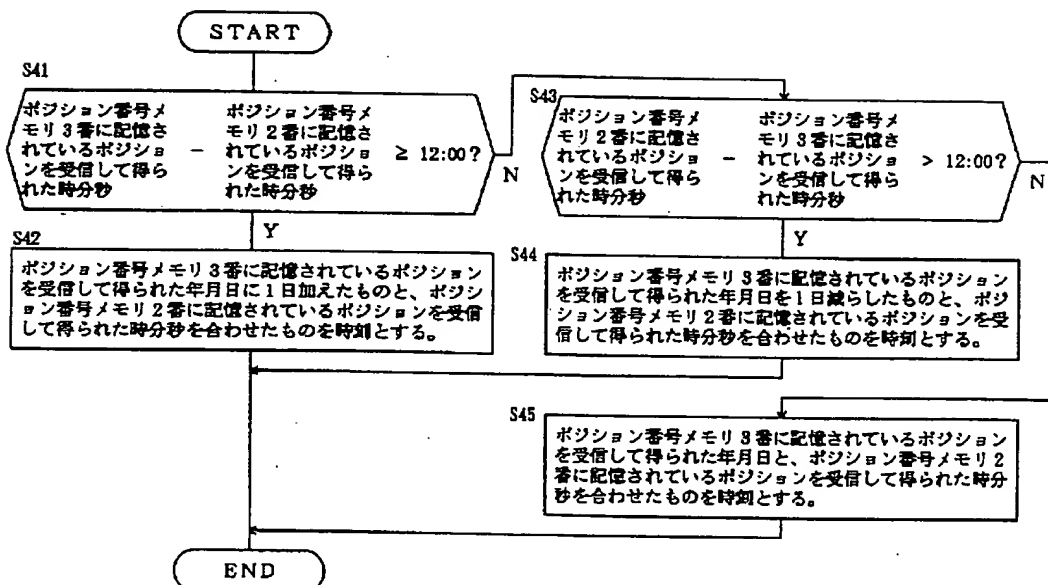 START
S41
ポジション番号メ
モリ3番に記憶さ
れているポジショ
ンを受信して得ら
れた時分秒
−
ポジション番号メ
モリ2番に記憶さ
れているポジショ
ンを受信して得ら
れた時分秒
≥ 12:00?
N
Y
S43
ポジション番号メ
モリ2番に記憶さ
れているポジショ
ンを受信して得ら
れた時分秒
−
ポジション番号メ
モリ3番に記憶さ
れているポジショ
ンを受信して得ら
れた時分秒
> 12:00?
N
Y
S42
ポジション番号メモリ3番に記憶されているポジション
を受信して得られた年月日に1日加えたものと、ポジシ
ョン番号メモリ2番に記憶されているポジションを受信
して得られた時分秒を合わせたものを時刻とする。
S44
ポジション番号メモリ3番に記憶されているポジション
を受信して得られた年月日を1日減らしたものと、ポジ
ション番号メモリ2番に記憶されているポジションを受
信して得られた時分秒を合わせたものを時刻とする。
S45
ポジション番号メモリ3番に記憶されているポジション
を受信して得られた年月日と、ポジション番号メモリ2
番に記憶されているポジションを受信して得られた時分
秒を合わせたものを時刻とする。
END